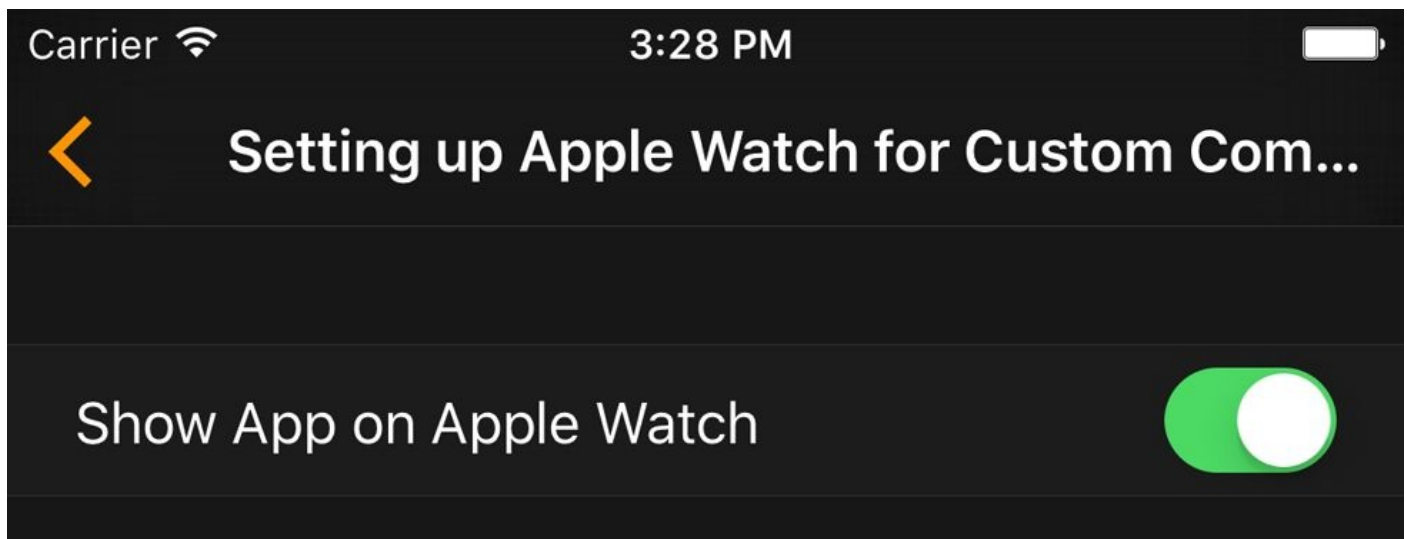 Carrier 3:28 PM
Setting up Apple Watch for Custom Com...
Show App on Apple Watch